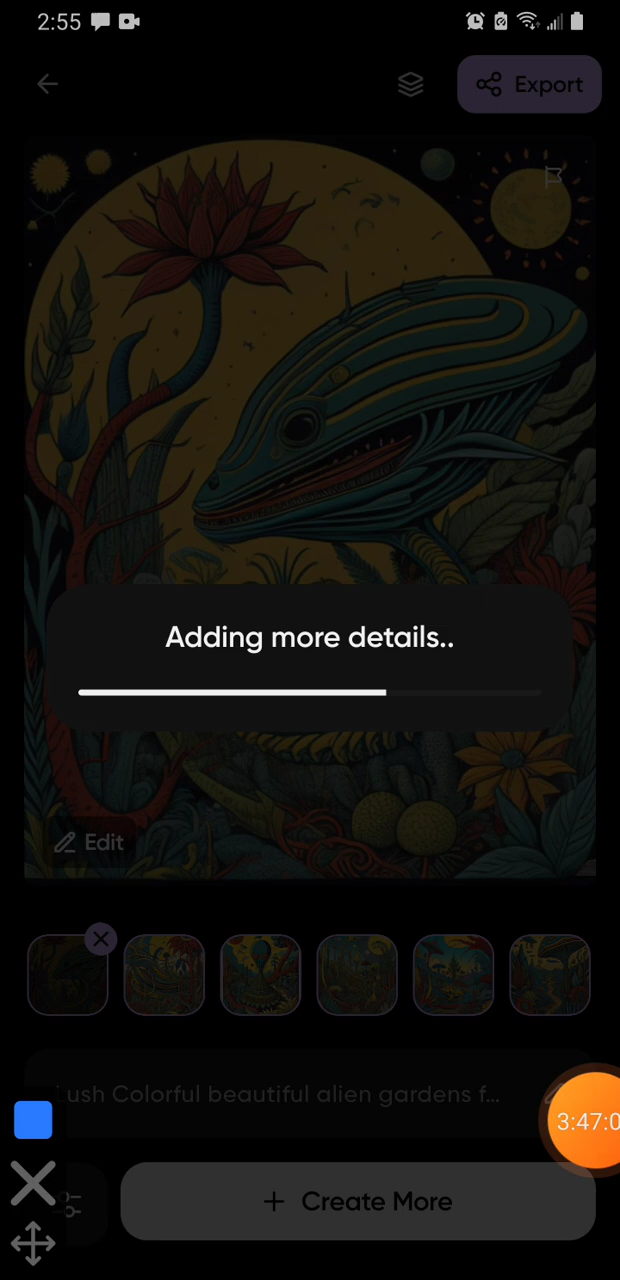 2:55
Export
Adding more details..
Edit
ush Colorful beautiful alien gardens f...
3:47:0
+ Create More